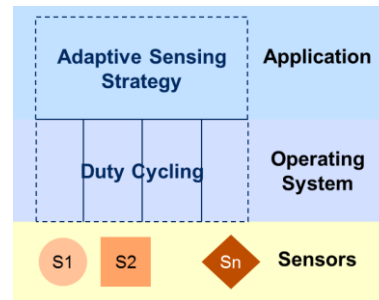 Adaptive Sensing
Strategy
Application
Duty Cycling
Operating
System
S1
S2
Sn
Sensors